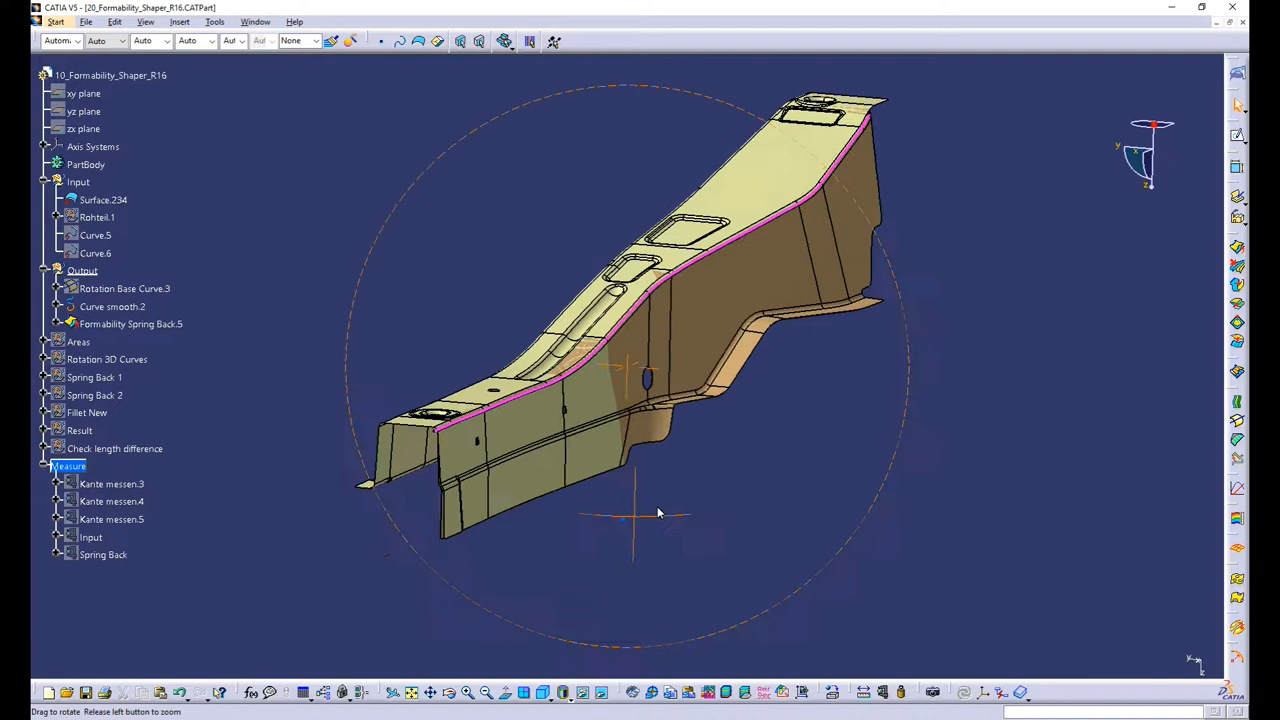 CATIA V5 - [20_Formability_Shaper_R16.CATPart]
Start File Edit View Insert Tools Window Help
Automa Auto Auto Auto Aut Aut None
10_Formability_Shaper_R16
xy plane
yz plane
zx plane
Axis Systems
PartBody
Input
Surface.234
Rohteil.1
Curve.5
Curve.6
Output
Rotation Base Curve.3
Curve smooth.2
Formability Spring Back.5
Areas
Rotation 3D Curves
Spring Back 1
Spring Back 2
Fillet New
Result
Check length difference
Measure
Kante messen.3
Kante messen.4
Kante messen.5
Input
Spring Back
y
x
z
y
z
f(x)
Drag to rotate Release left button to zoom
CATIA